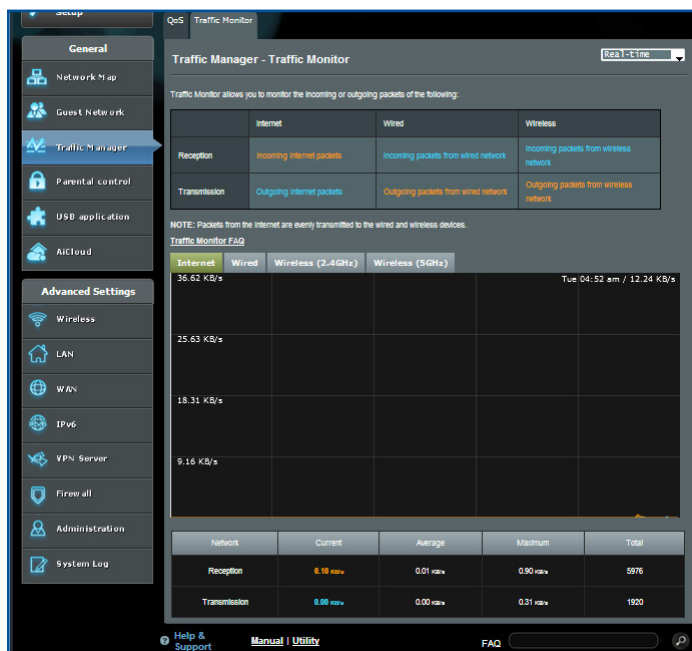 Setup
QoS Traffic Monitor
General
Network Map
Guest Network
Traffic Manager
Parental control
USB application
AiCloud
Advanced Settings
Wireless
LAN
WAN
IPv6
VPN Server
Firewall
Administration
System Log
Traffic Manager - Traffic Monitor
Real-time
Traffic Monitor allows you to monitor the incoming or outgoing packets of the following:
Internet Wired Wireless
Reception Incoming Internet packets Incoming packets from wired network Incoming packets from wireless
network
Transmission Outgoing Internet packets Outgoing packets from wired network Outgoing packets from wireless
network
NOTE: Packets from the Internet are evenly transmitted to the wired and wireless devices.
Traffic Monitor FAQ
Internet Wired Wireless (2.4GHz) Wireless (5GHz)
36.62 KB/s Tue 04:52 am / 12.24 KB/s
25.63 KB/s
18.31 KB/s
9.16 KB/s
Network Current Average Maximum Total
Reception 0.10 KB/s 0.01 KB/s 0.90 KB/s 5976
Transmission 0.00 KB/s 0.00 KB/s 0.31 KB/s 1920
Help &
Support Manual | Utility FAQ